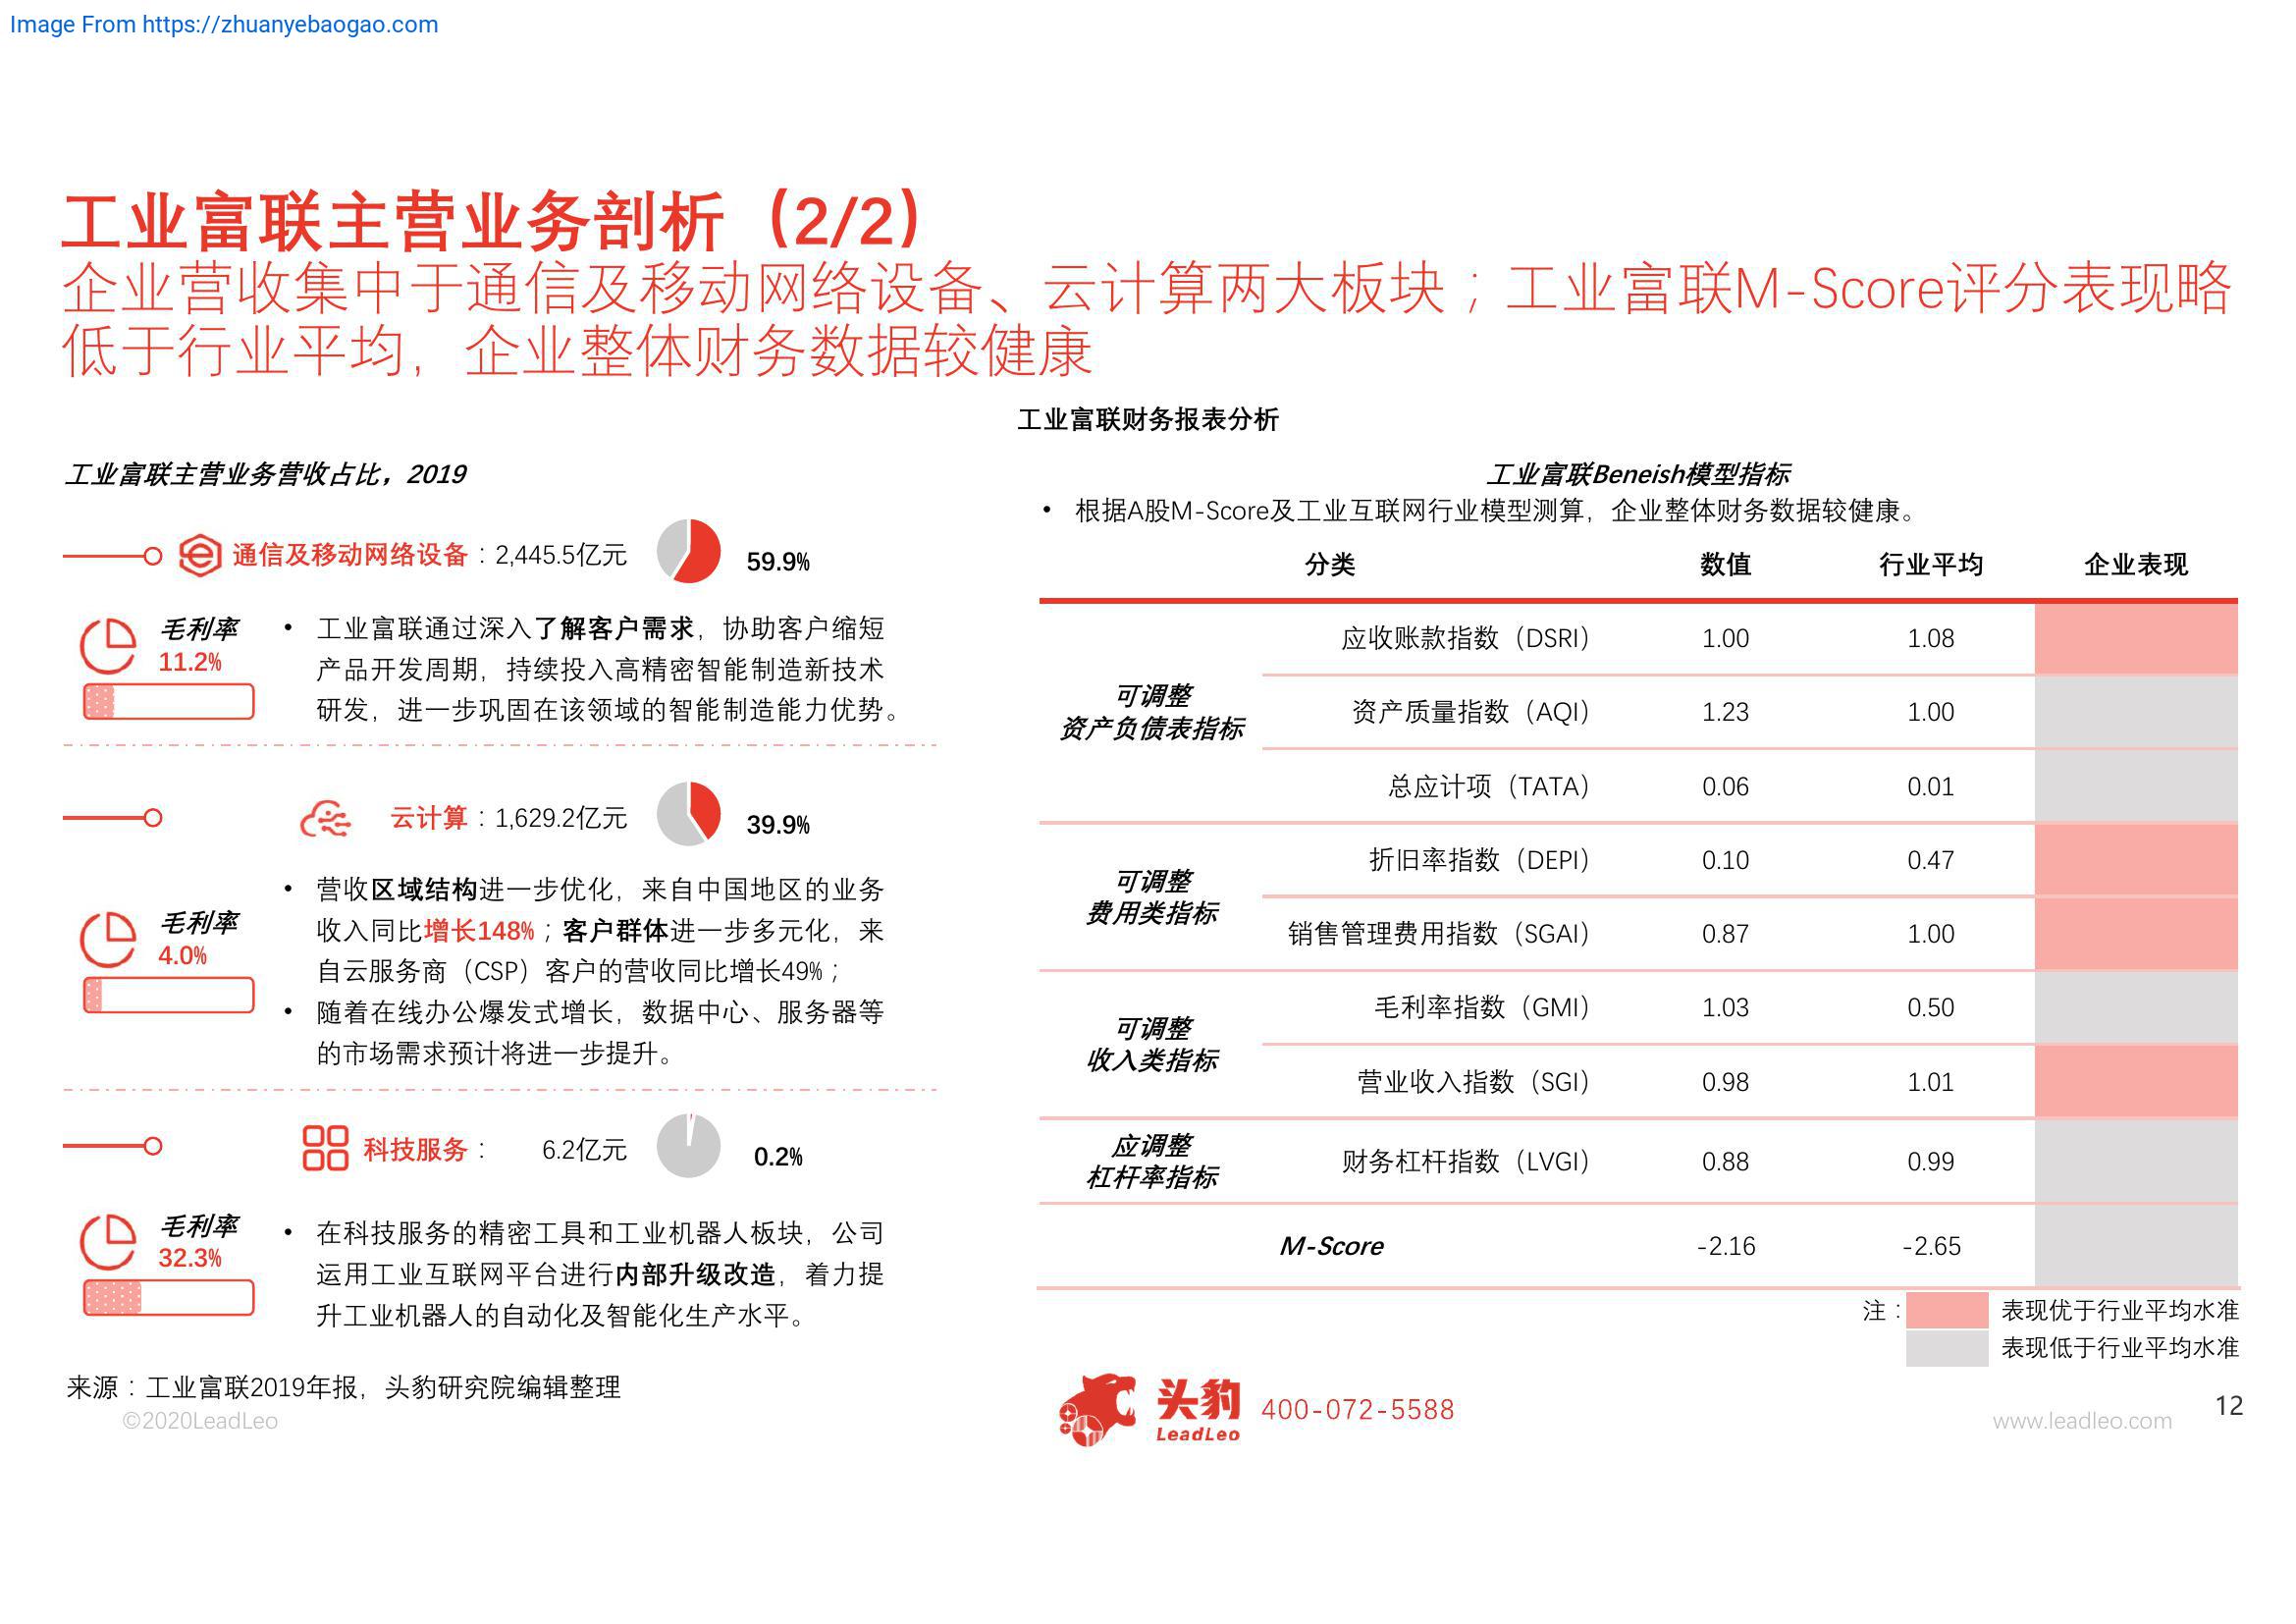 Image From https://zhuanyebaogao.com
工业富联主营业务剖析（2/2）
企业营收集中于通信及移动网络设备、云计算两大板块；工业富联M-Score评分表现略
低于行业平均，企业整体财务数据较健康
工业富联主营业务营收占比，2019
通信及移动网络设备：2,445.5亿元
59.9%
毛利率
11.2%
• 工业富联通过深入了解客户需求，协助客户缩短
产品开发周期，持续投入高精密智能制造新技术
研发，进一步巩固在该领域的智能制造能力优势。
云计算：1,629.2亿元
39.9%
毛利率
4.0%
• 营收区域结构进一步优化，来自中国地区的业务
收入同比增长148%；客户群体进一步多元化，来
自云服务商（CSP）客户的营收同比增长49%；
• 随着在线办公爆发式增长，数据中心、服务器等
的市场需求预计将进一步提升。
科技服务： 6.2亿元
0.2%
毛利率
32.3%
• 在科技服务的精密工具和工业机器人板块，公司
运用工业互联网平台进行内部升级改造，着力提
升工业机器人的自动化及智能化生产水平。
工业富联财务报表分析
工业富联Beneish模型指标
• 根据A股M-Score及工业互联网行业模型测算，企业整体财务数据较健康。
分类 数值 行业平均 企业表现
可调整
资产负债表指标
应收账款指数（DSRI） 1.00 1.08
资产质量指数（AQI） 1.23 1.00
总应计项（TATA） 0.06 0.01
可调整
费用类指标
折旧率指数（DEPI） 0.10 0.47
销售管理费用指数（SGAI） 0.87 1.00
可调整
收入类指标
毛利率指数（GMI） 1.03 0.50
营业收入指数（SGI） 0.98 1.01
应调整
杠杆率指标
财务杠杆指数（LVGI） 0.88 0.99
M-Score -2.16 -2.65
注：
表现优于行业平均水准
表现低于行业平均水准
来源：工业富联2019年报，头豹研究院编辑整理
©2020LeadLeo
头豹
LeadLeo
400-072-5588
www.leadleo.com
12